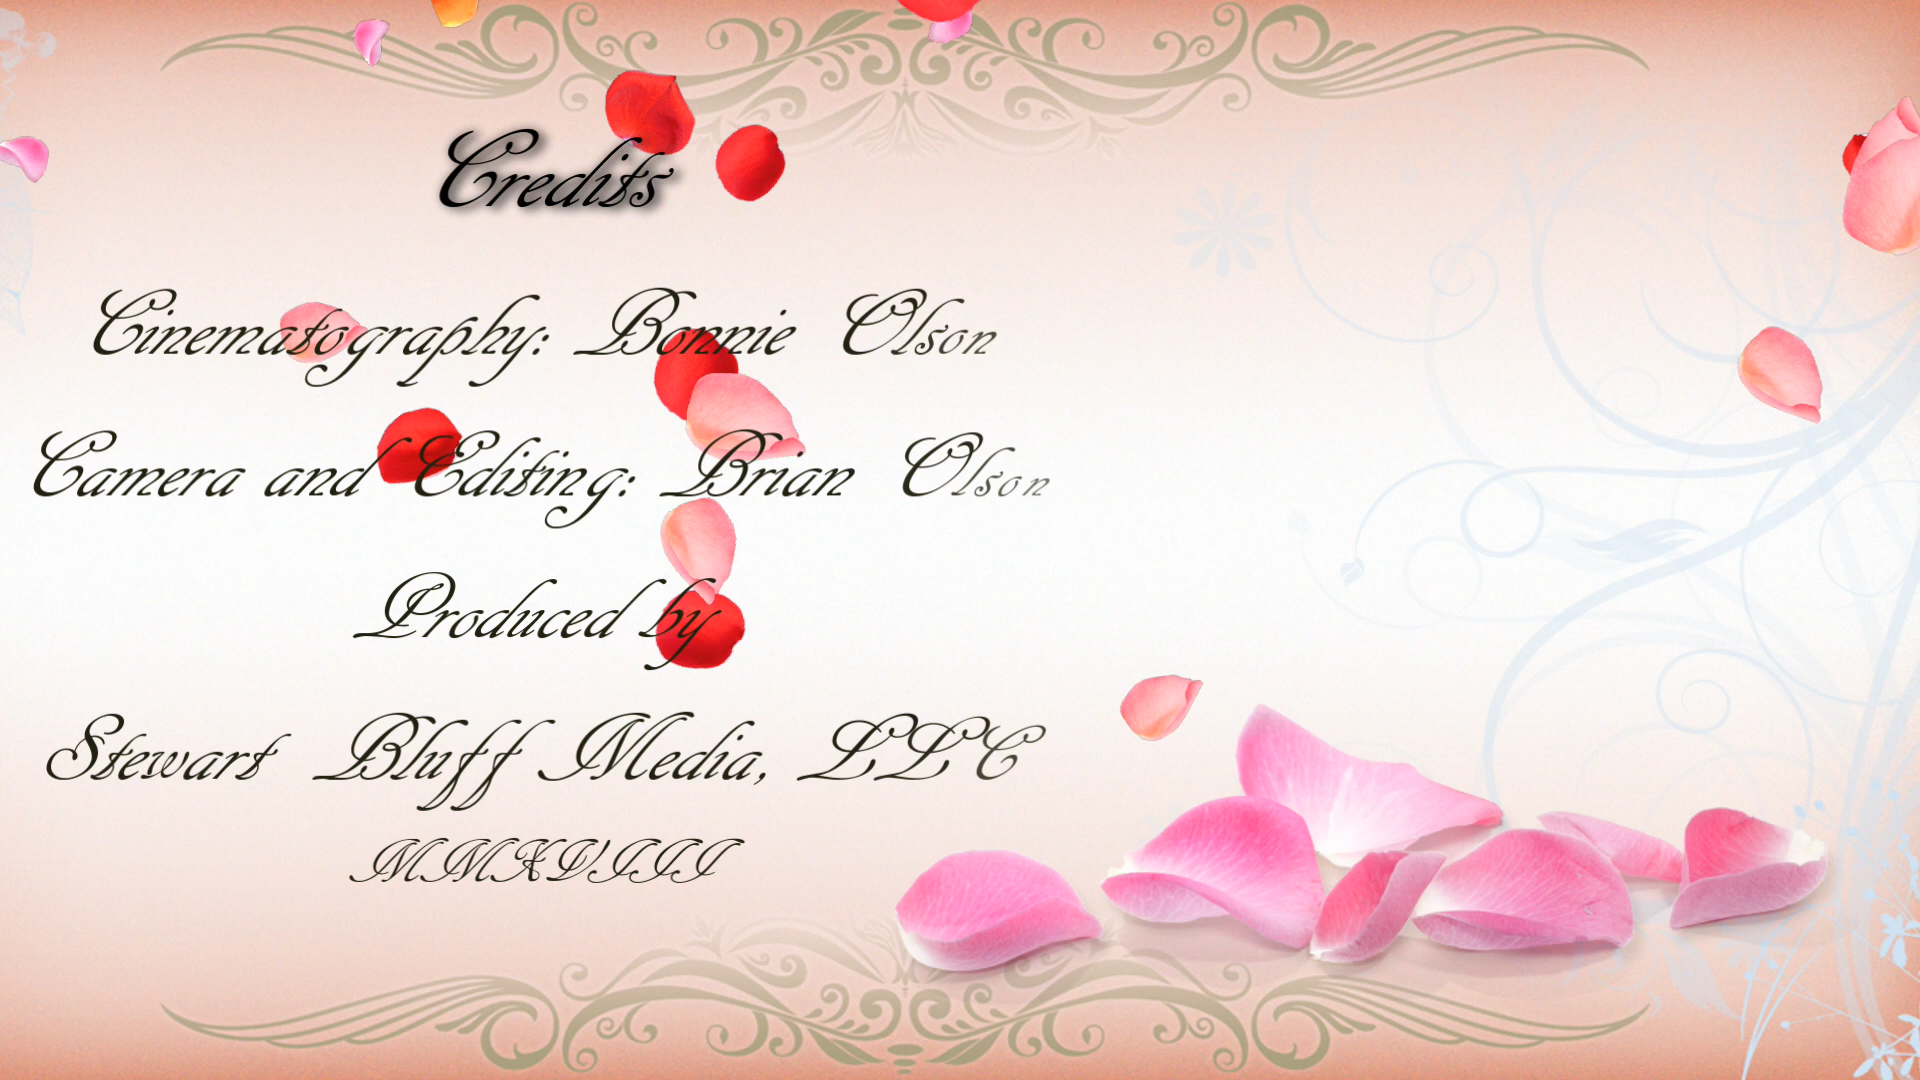 Credits
Cinematography: Bonnie Olson
Camera and Editing: Brian Olson
Produced by
Stewart Bluff Media, LLC
MMXVIII